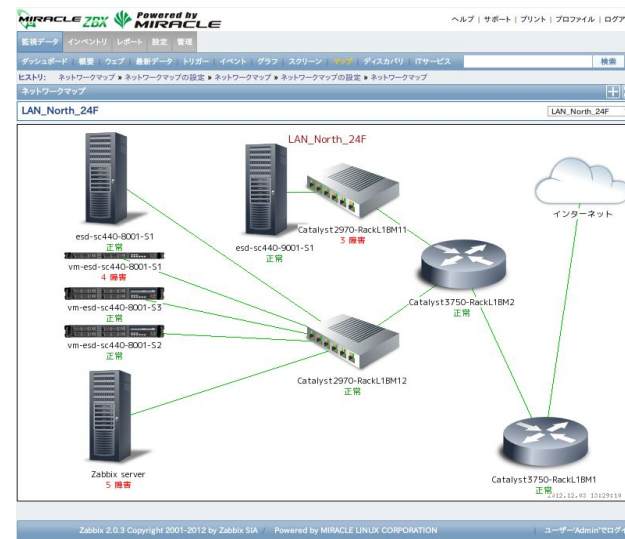 MIRACLE ZBX Powered by MIRACLE
ヘルプ | サポート | プリント | プロファイル | ログア
監視データ インベントリ レポート 設定 管理
ダッシュボード | 概要 | ウェブ | 最新データ | トリガー | イベント | グラフ | スクリーン | マップ | ディスカバリ | ITサービス 検索
ヒストリ: ネットワークマップ » ネットワークマップの設定 » ネットワークマップ » ネットワークマップの設定 » ネットワークマップ
ネットワークマップ
LAN_North_24F LAN_North_24F
LAN_North_24F
インターネット
esd-sc440-8001-S1
正常
Catalyst2970-RackL1BM11
3 障害
esd-sc440-9001-S1
正常
vm-esd-sc440-8001-S1
4 障害
Catalyst3750-RackL1BM2
正常
vm-esd-sc440-8001-S3
正常
vm-esd-sc440-8001-S2
正常
Catalyst2970-RackL1BM12
正常
Zabbix server
5 障害
Catalyst3750-RackL1BM1
正常
2012.12.03 13:29:10
Zabbix 2.0.3 Copyright 2001-2012 by Zabbix SIA / Powered by MIRACLE LINUX CORPORATION | ユーザー'Admin'でログイ